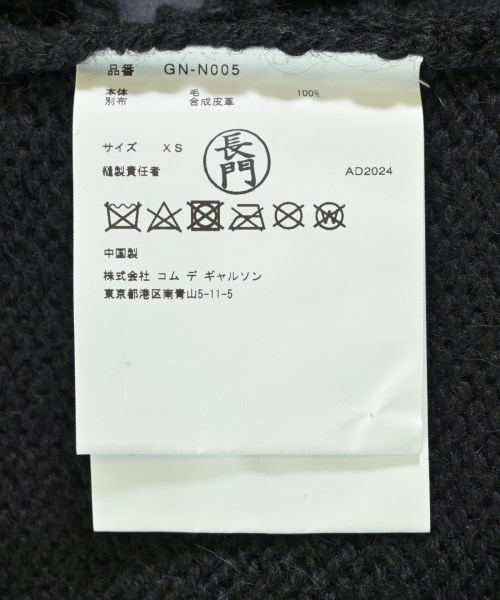 品番 GN-N005
本体 毛 100%
別布 合成皮革
サイズ XS
縫製責任者 長門 AD2024
W
中国製
株式会社 コム デ ギャルソン
東京都港区南青山5-11-5